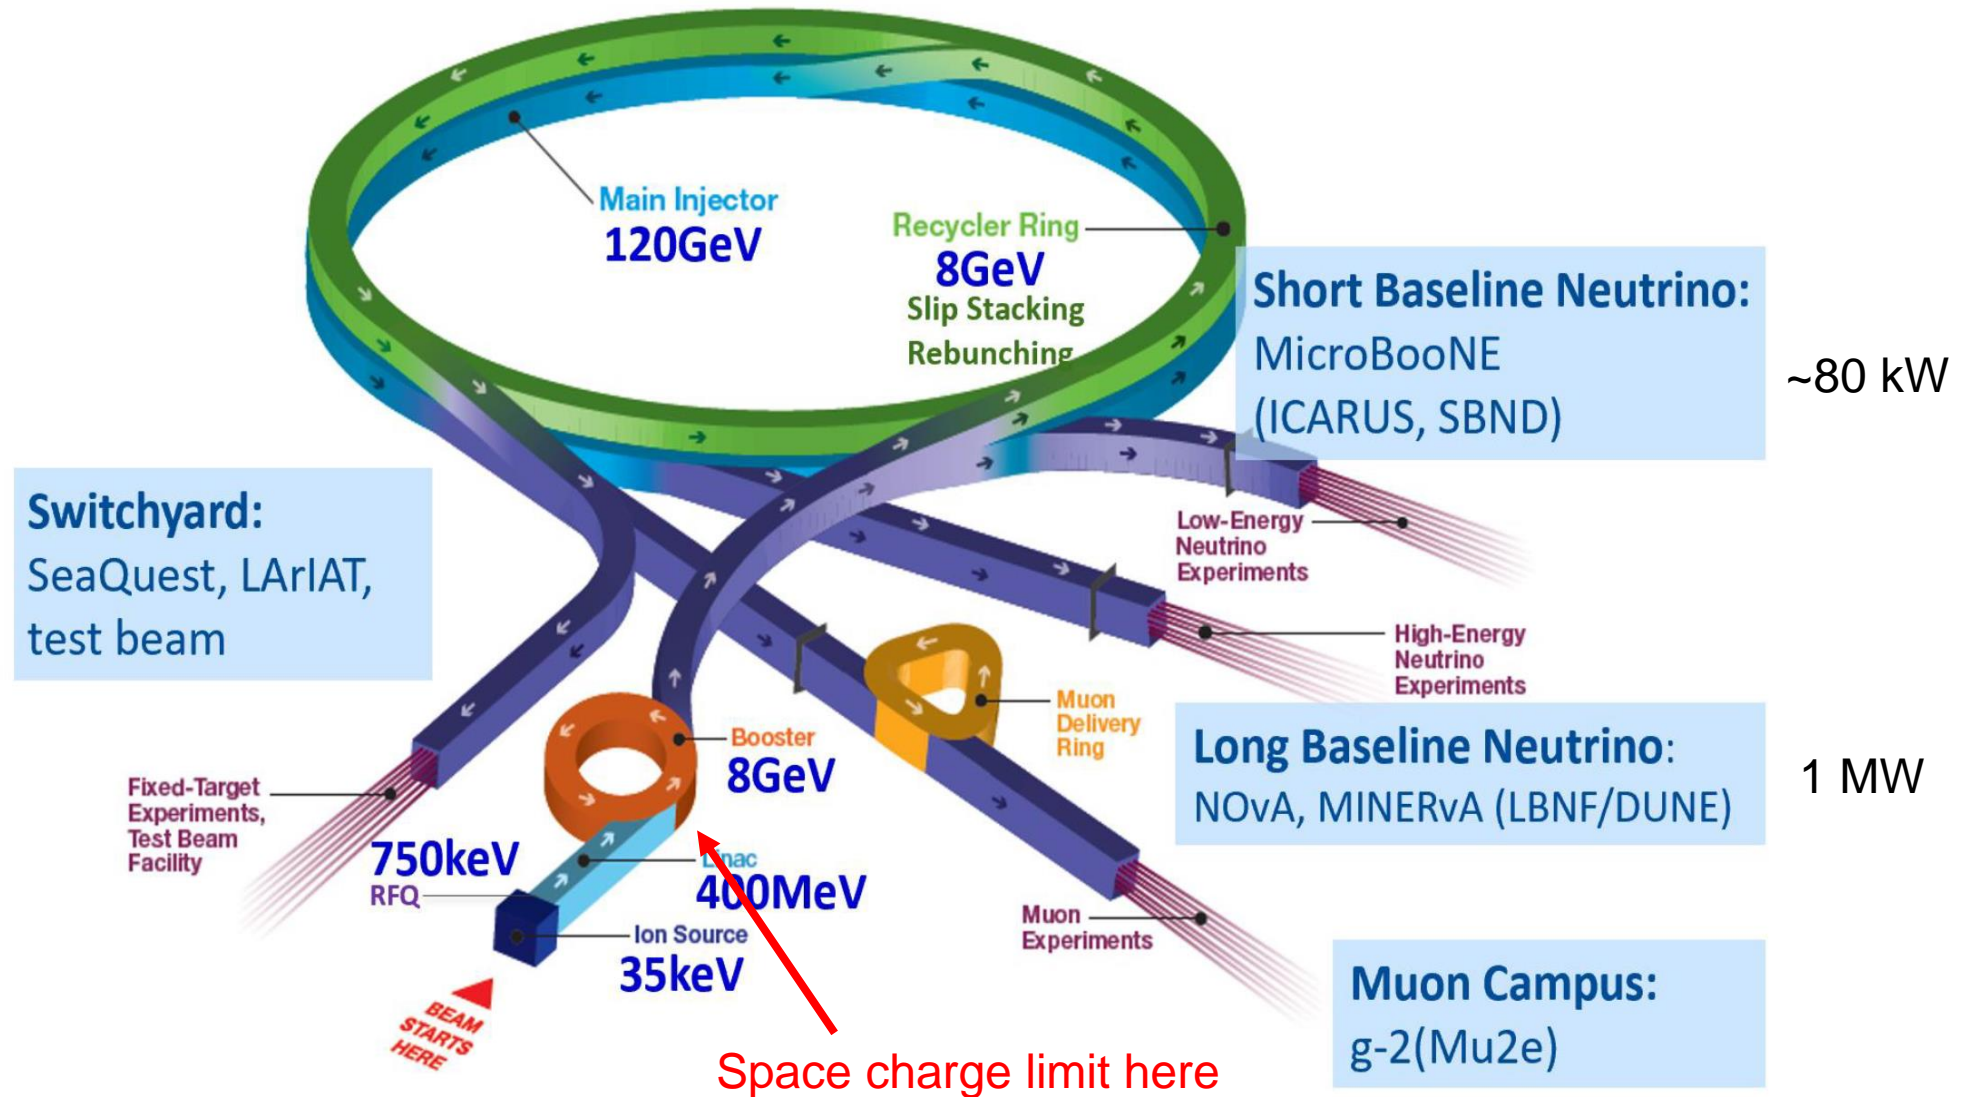 Main Injector
120GeV
Recycler Ring
8GeV
Slip Stacking
Rebunching
Short Baseline Neutrino:
MicroBooNE
(ICARUS, SBND)
~80 kW
Switchyard:
SeaQuest, LArIAT,
test beam
Low-Energy
Neutrino
Experiments
High-Energy
Neutrino
Experiments
Muon
Delivery
Ring
Booster
8GeV
Long Baseline Neutrino:
NOvA, MINERvA (LBNF/DUNE)
1 MW
Fixed-Target
Experiments,
Test Beam
Facility
750keV
RFQ
Linac
400MeV
Ion Source
35keV
BEAM
STARTS
HERE
Muon
Experiments
Muon Campus:
g-2(Mu2e)
Space charge limit here